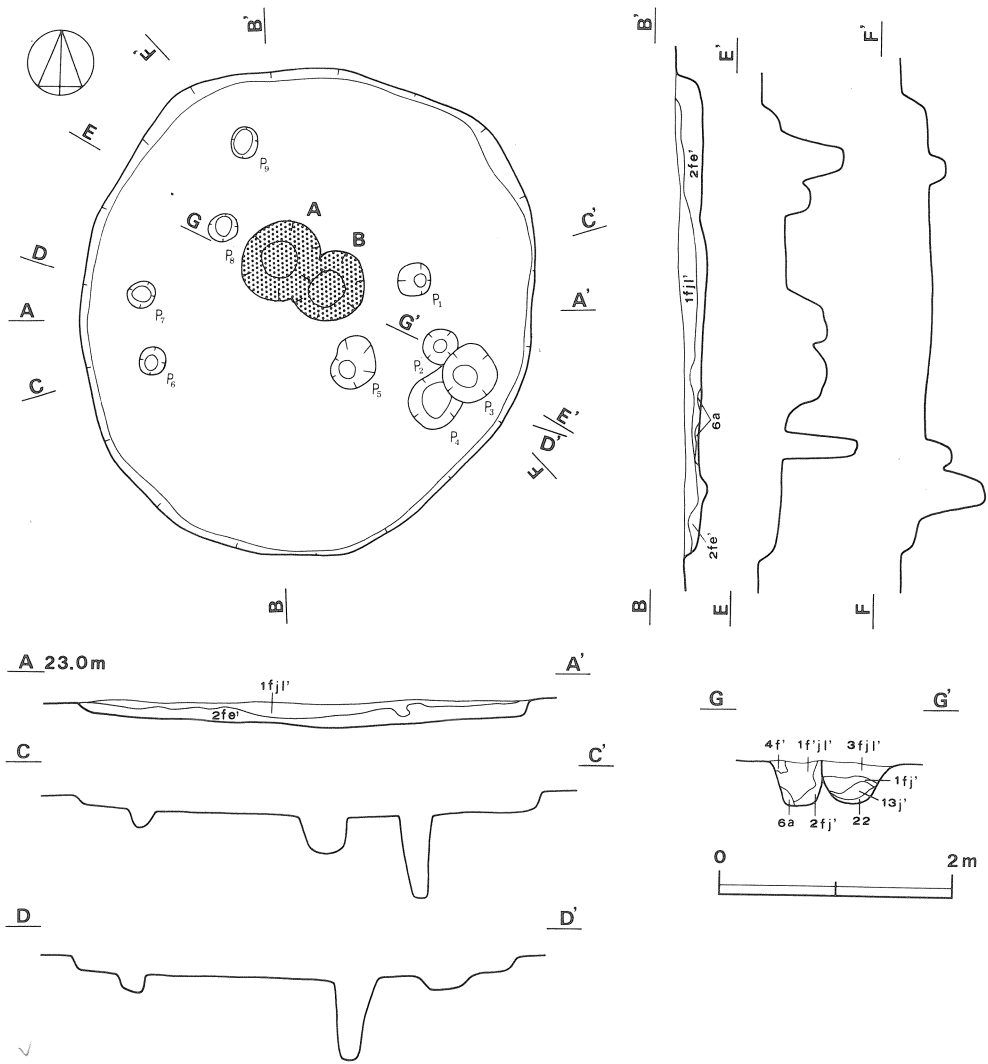 B'
F'
E
P9
A
G
B
P8
C'
D
P1
A'
P7
A
G'
P2
C
P6
P5
P3
P4
E'
D'
F
B
B'
E'
F'
2fe'
1fjl'
6a
2fe'
B
E
F
A 23.0m
A'
1fjl'
2fe'
C
C'
D
D'
G
G'
4f' 1f'jl' 3fjl'
1fj'
13j'
6a 2fj' 22
0 2m